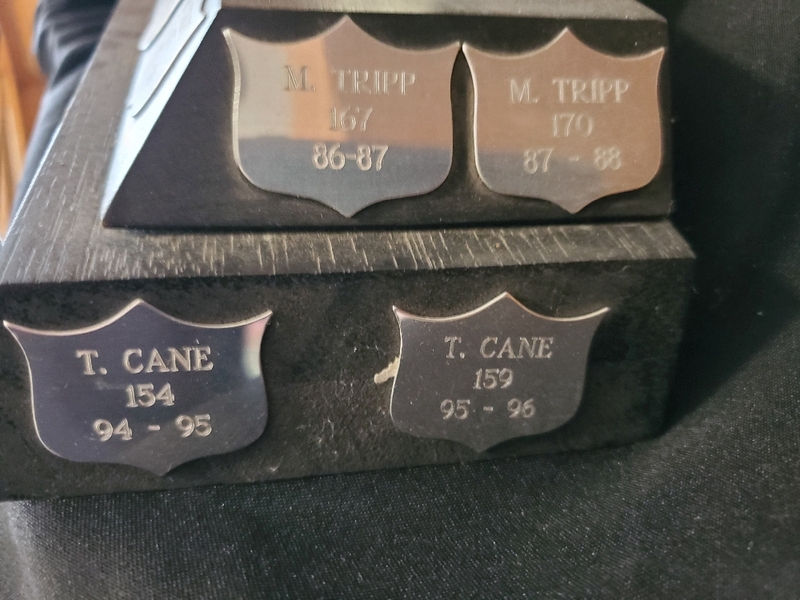 M. TRIPP
167
86-87
M. TRIPP
170
87 - 88
T. CANE
154
94 - 95
T. CANE
159
95 - 96